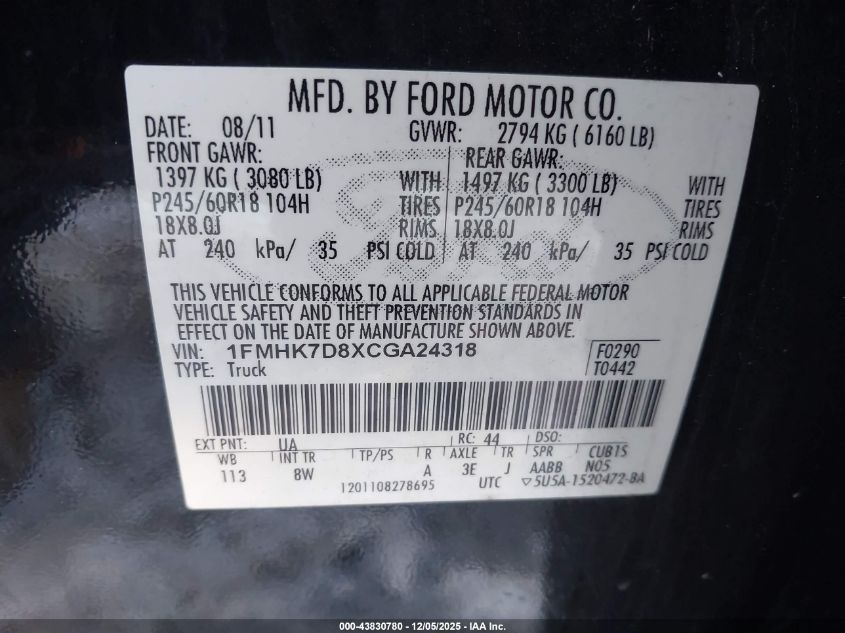 MFD. BY FORD MOTOR CO.
DATE: 08/11 GVWR: 2794 KG ( 6160 LB)
FRONT GAWR: REAR GAWR:
1397 KG ( 3080 LB) WITH 1497 KG ( 3300 LB) WITH
P245/60R18 104H TIRES P245/60R18 104H TIRES
18X8.0J RIMS 18X8.0J RIMS
AT 240 kPa/ 35 PSI COLD AT 240 kPa/ 35 PSI COLD
THIS VEHICLE CONFORMS TO ALL APPLICABLE FEDERAL MOTOR
VEHICLE SAFETY AND THEFT PREVENTION STANDARDS IN
EFFECT ON THE DATE OF MANUFACTURE SHOWN ABOVE.
VIN: 1FMHK7D8XCGA24318 F0290
TYPE: Truck T0442
EXT PNT: UA RC: 44 DSO:
WB INT TR TP/PS R AXLE TR SPR CUB1S
113 8W A 3E J AABB N05
1201108278695 UTC ▽5U5A-1520472-BA
Ford
000-43830780 - 12/05/2025 - IAA Inc.